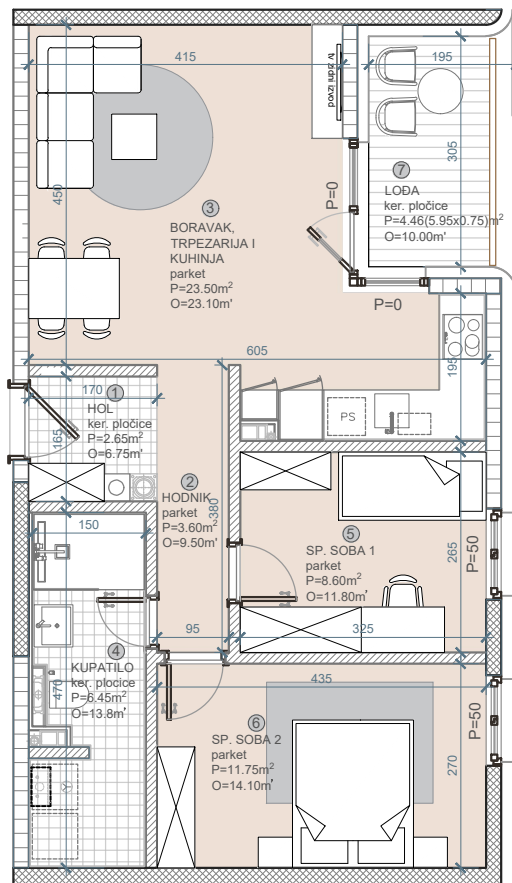 415
195
tv zidni izvod
305
7
LOĐA
ker. pločice
P=4.46(5.95x0.75)m²
O=10.00m'
450
3
BORAVAK,
TRPEZARIJA I
KUHINJA
parket
P=23.50m²
O=23.10m'
P=0
P=0
605
195
170
1
HOL
ker. pločice
P=2.65m²
O=6.75m'
165
PS
2
HODNIK
parket
P=3.60m²
O=9.50m'
380
150
5
SP. SOBA 1
parket
P=8.60m²
O=11.80m'
265
P=50
95
325
4
KUPATILO
ker. plocice
P=6.45m²
O=13.8m'
470
435
6
SP. SOBA 2
parket
P=11.75m²
O=14.10m'
270
P=50